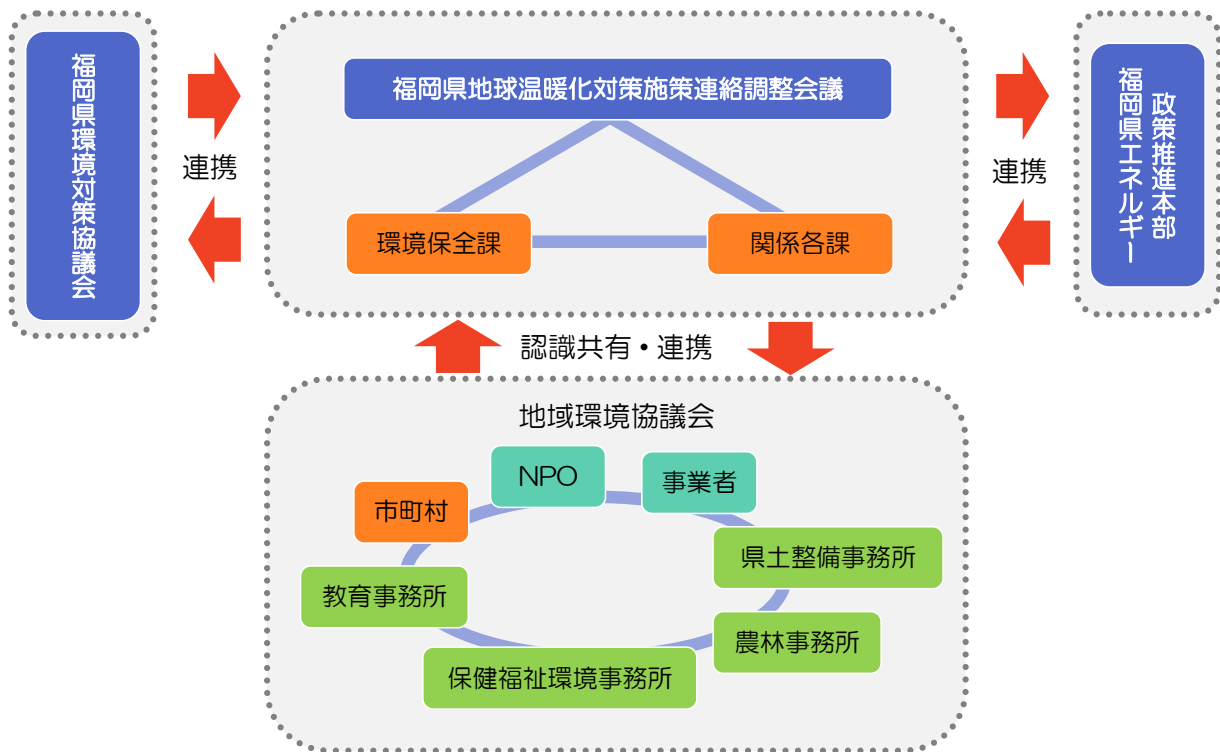 福岡県環境対策協議会
連携
福岡県地球温暖化対策施策連絡調整会議
環境保全課
関係各課
連携
福岡県エネルギー
政策推進本部
認識共有・連携
地域環境協議会
NPO
事業者
市町村
県土整備事務所
教育事務所
農林事務所
保健福祉環境事務所